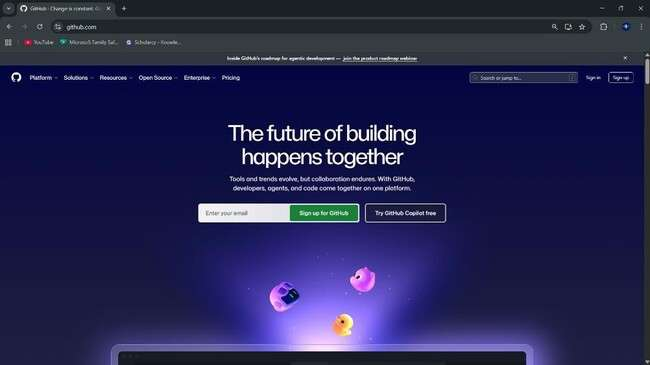 GitHub · Change is constant. G
github.com
YouTube
Microsoft Family Saf...
Scholarcy - Knowle...
Inside GitHub's roadmap for agentic development — join the product roadmap webinar
Platform
Solutions
Resources
Open Source
Enterprise
Pricing
Search or jump to...
/
Sign in
Sign up
The future of building
happens together
Tools and trends evolve, but collaboration endures. With GitHub,
developers, agents, and code come together on one platform.
Enter your email
Sign up for GitHub
Try GitHub Copilot free